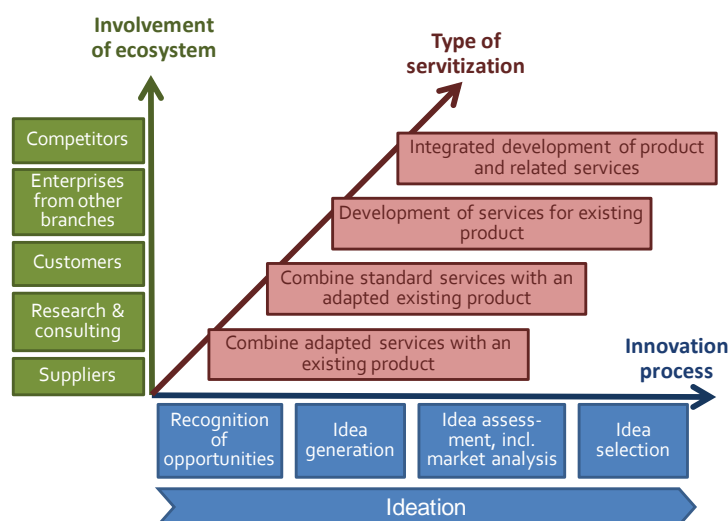 Involvement
of ecosystem
Type of
servitization
Competitors
Enterprises
from other
branches
Customers
Research &
consulting
Suppliers
Integrated development of product
and related services
Development of services for existing
product
Combine standard services with an
adapted existing product
Combine adapted services with an
existing product
Innovation
process
Recognition
of
opportunities
Idea
generation
Idea assess-
ment, incl.
market analysis
Idea
selection
Ideation